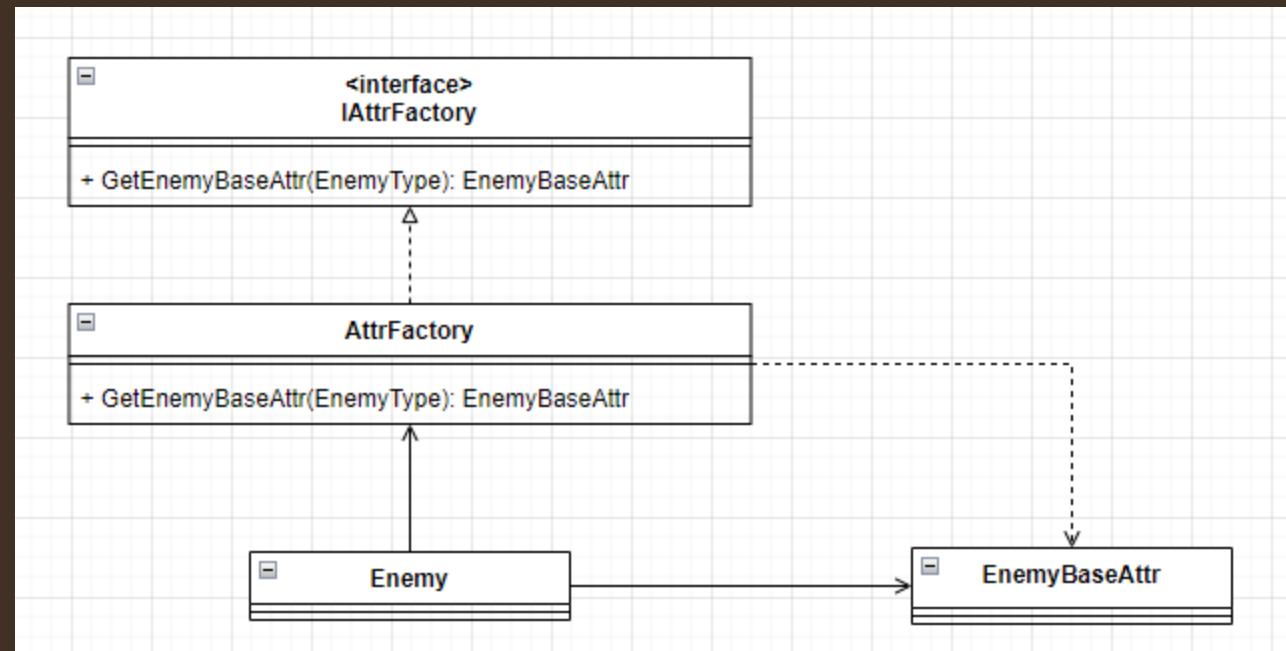 <interface>
IAttrFactory
+ GetEnemyBaseAttr(EnemyType): EnemyBaseAttr
AttrFactory
+ GetEnemyBaseAttr(EnemyType): EnemyBaseAttr
Enemy
EnemyBaseAttr